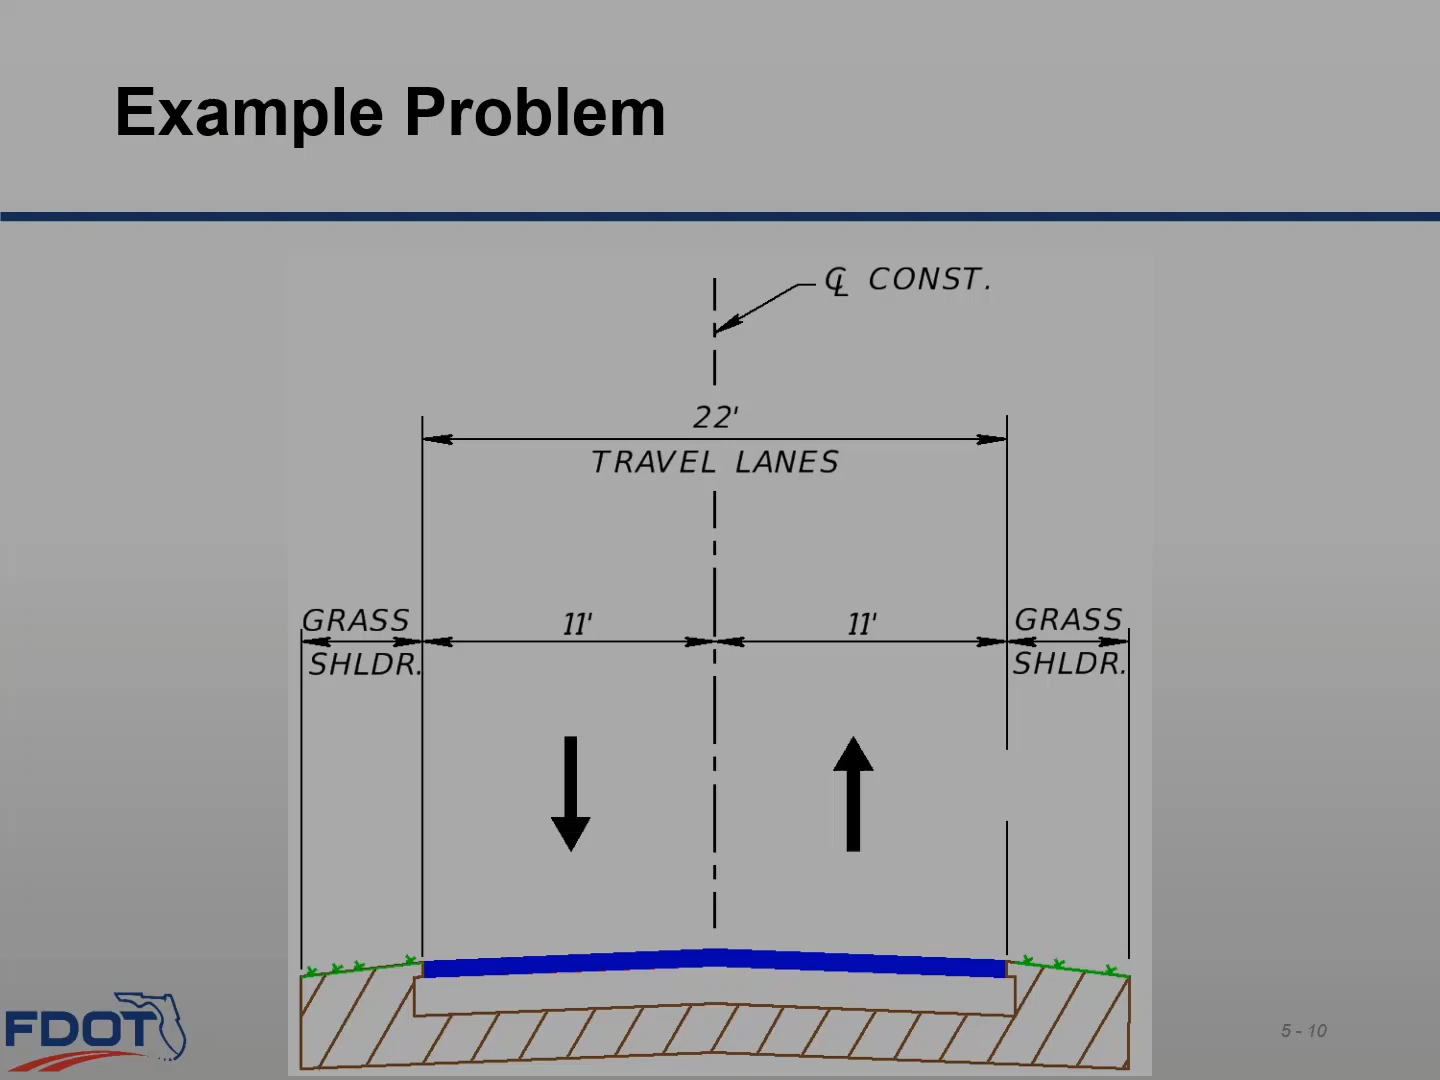 Example Problem
℄ CONST.
22'
TRAVEL LANES
GRASS 11' 11' GRASS
SHLDR. SHLDR.
FDOT
5 - 10